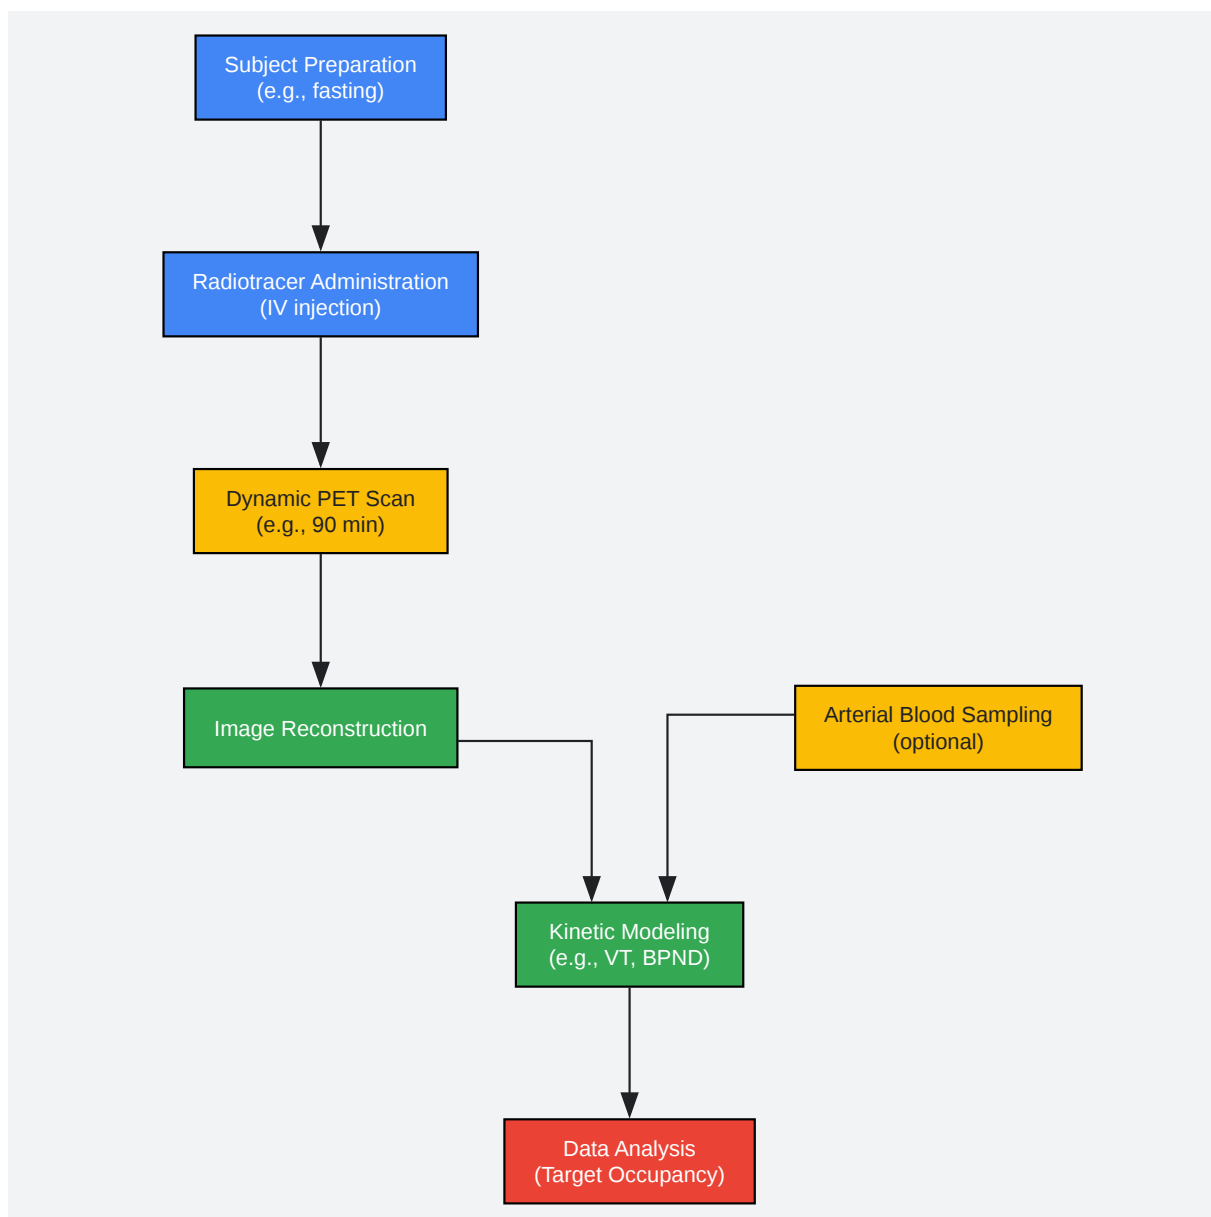 Subject Preparation
(e.g., fasting)
Radiotracer Administration
(IV injection)
Dynamic PET Scan
(e.g., 90 min)
Image Reconstruction
Arterial Blood Sampling
(optional)
Kinetic Modeling
(e.g., VT, BPND)
Data Analysis
(Target Occupancy)